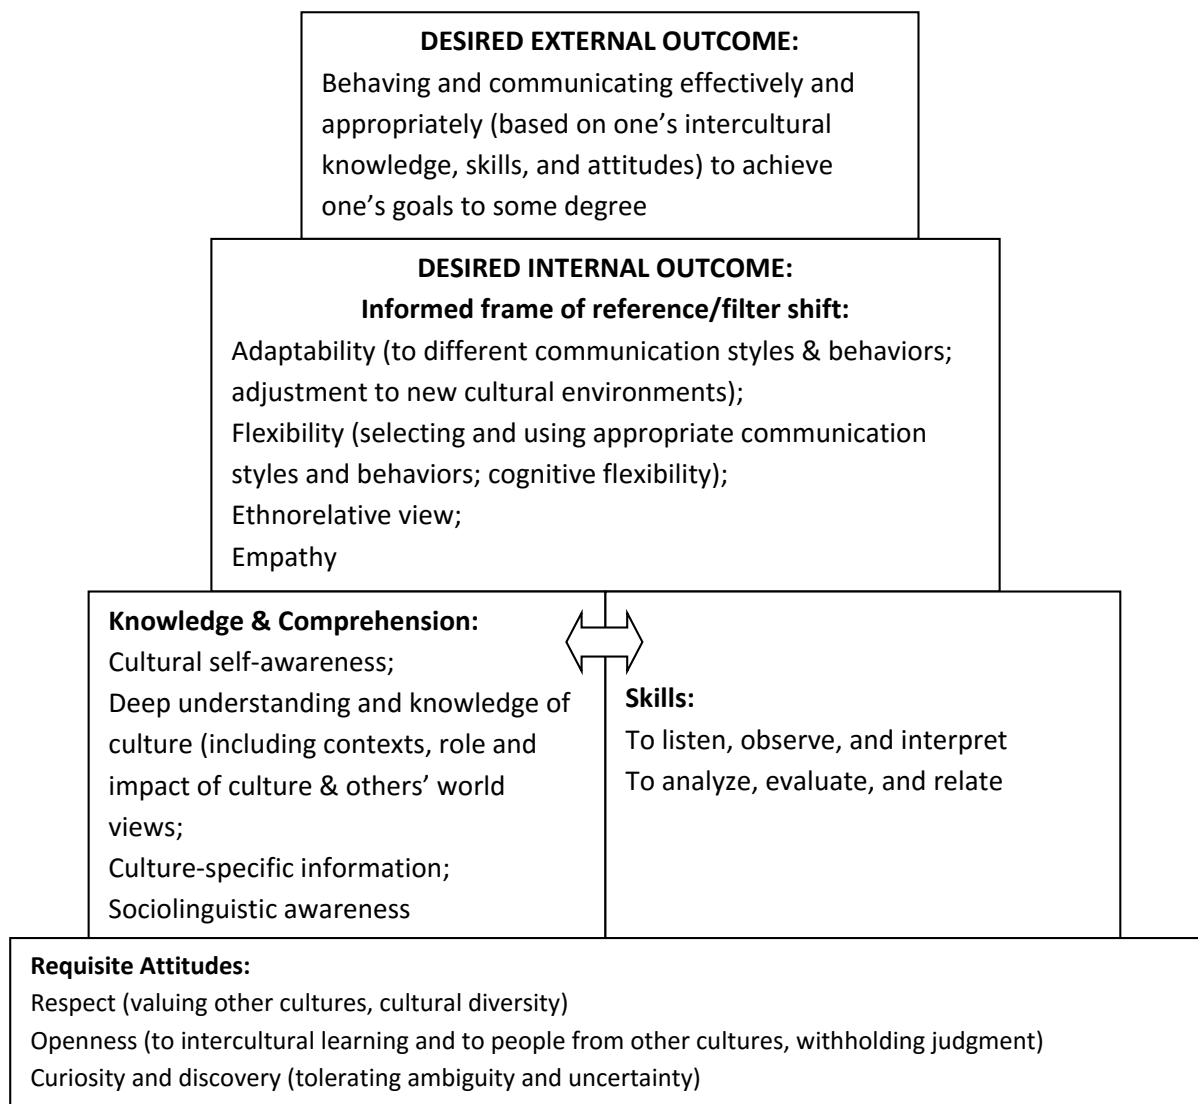 DESIRED EXTERNAL OUTCOME:
Behaving and communicating effectively and
appropriately (based on one’s intercultural
knowledge, skills, and attitudes) to achieve
one’s goals to some degree
DESIRED INTERNAL OUTCOME:
Informed frame of reference/filter shift:
Adaptability (to different communication styles & behaviors;
adjustment to new cultural environments);
Flexibility (selecting and using appropriate communication
styles and behaviors; cognitive flexibility);
Ethnorelative view;
Empathy
Knowledge & Comprehension:
Cultural self-awareness;
Deep understanding and knowledge of
culture (including contexts, role and
impact of culture & others’ world
views;
Culture-specific information;
Sociolinguistic awareness
Skills:
To listen, observe, and interpret
To analyze, evaluate, and relate
Requisite Attitudes:
Respect (valuing other cultures, cultural diversity)
Openness (to intercultural learning and to people from other cultures, withholding judgment)
Curiosity and discovery (tolerating ambiguity and uncertainty)